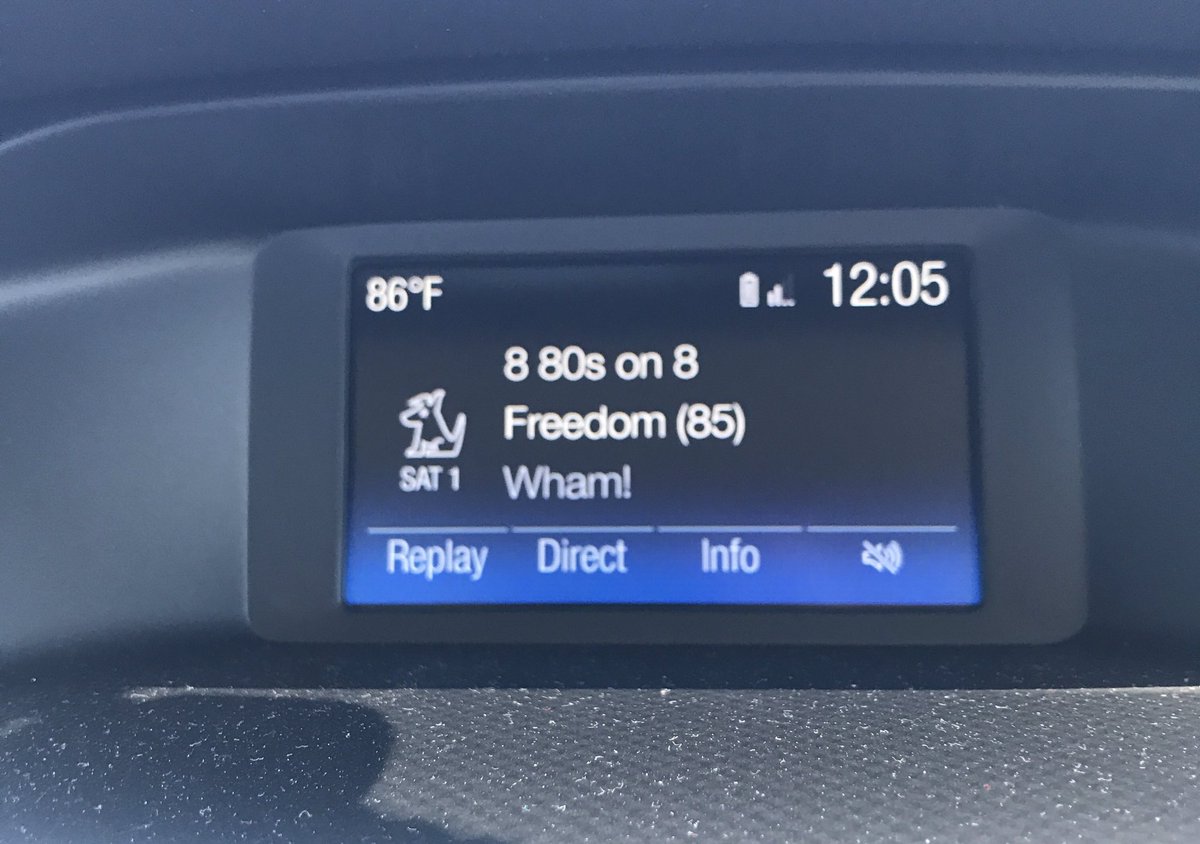 86°F 12:05
8 80s on 8
Freedom (85)
Wham!
SAT 1
Replay Direct Info